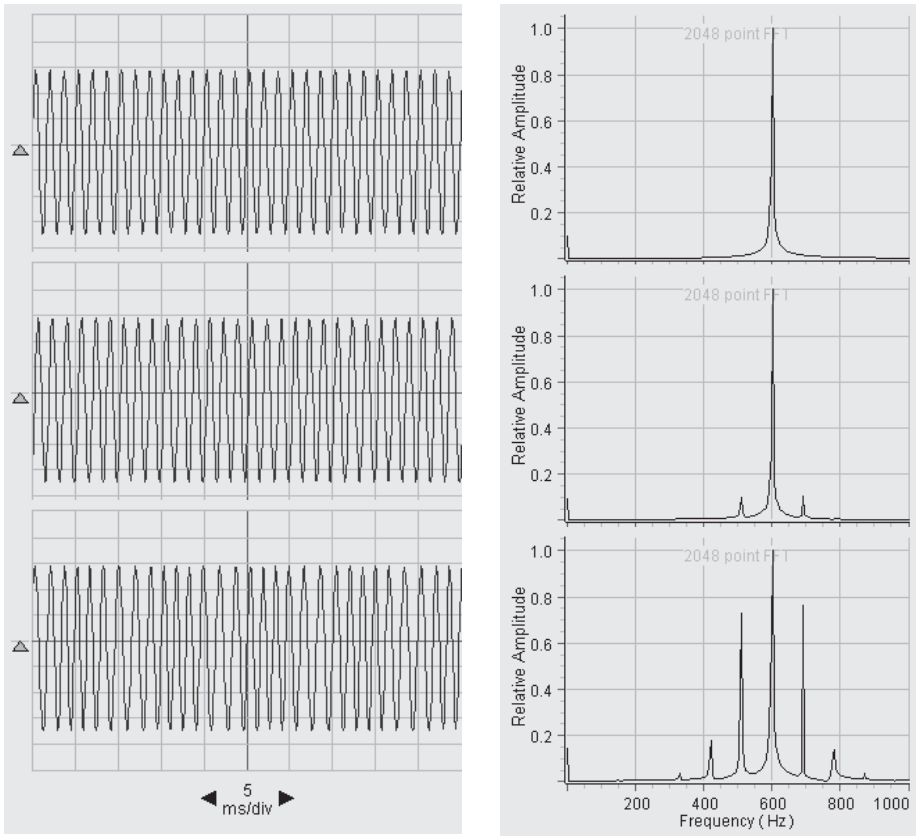 5
ms/div
2048 point FFT
1.0
0.8
0.6
0.4
0.2
Relative Amplitude
2048 point FFT
1.0
0.8
0.6
0.4
0.2
Relative Amplitude
2048 point FFT
1.0
0.8
0.6
0.4
0.2
Relative Amplitude
200 400 600 800 1000
Frequency ( Hz )